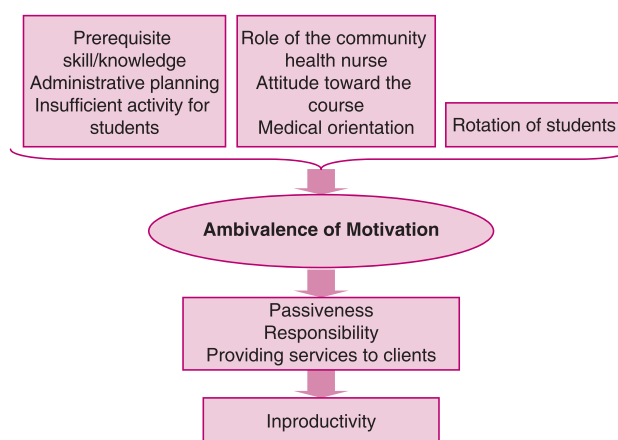 Prerequisite
skill/knowledge
Administrative planning
Insufficient activity for
students
Role of the community
health nurse
Attitude toward the
course
Medical orientation
Rotation of students
Ambivalence of Motivation
Passiveness
Responsibility
Providing services to clients
Inproductivity